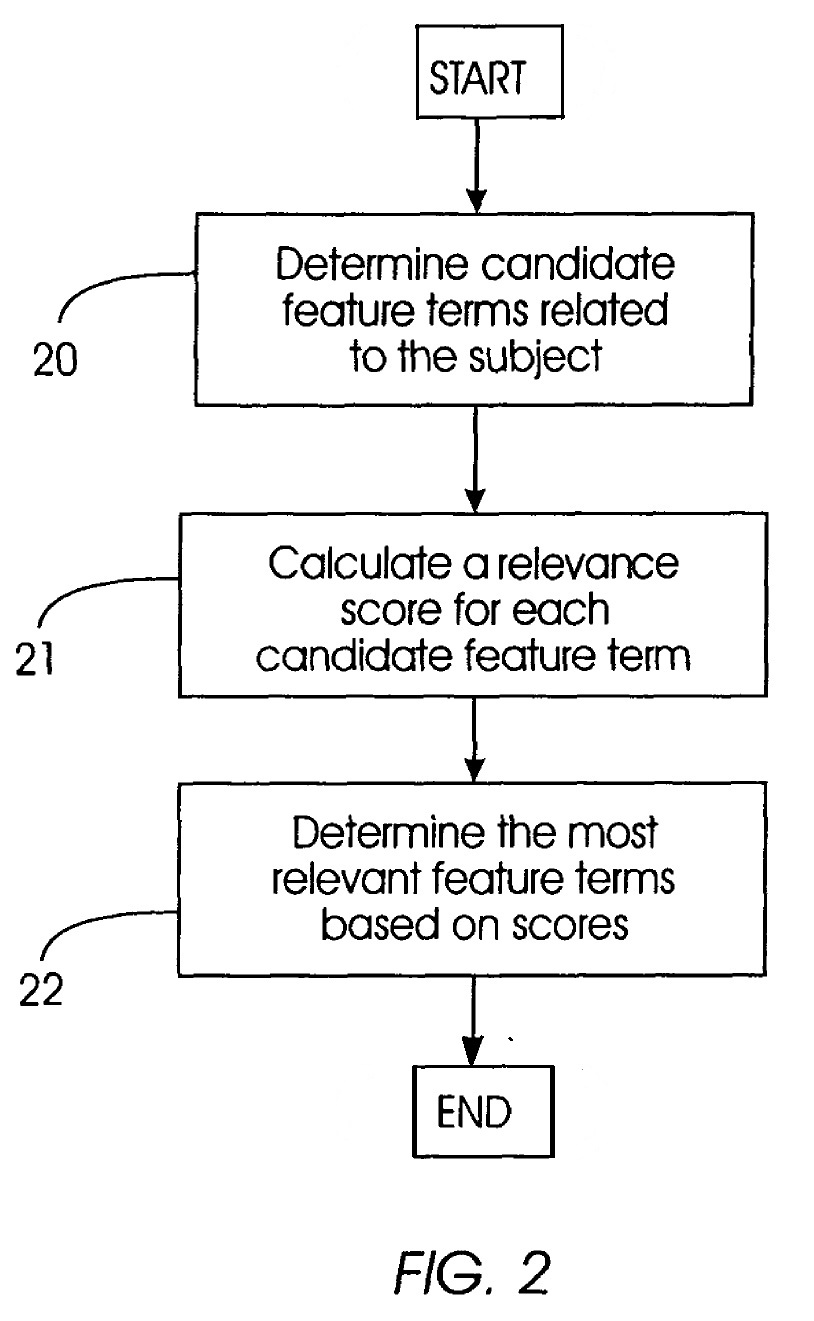 START
Determine candidate
feature terms related
to the subject
20
Calculate a relevance
score for each
candidate feature term
21
Determine the most
relevant feature terms
based on scores
22
END
FIG. 2